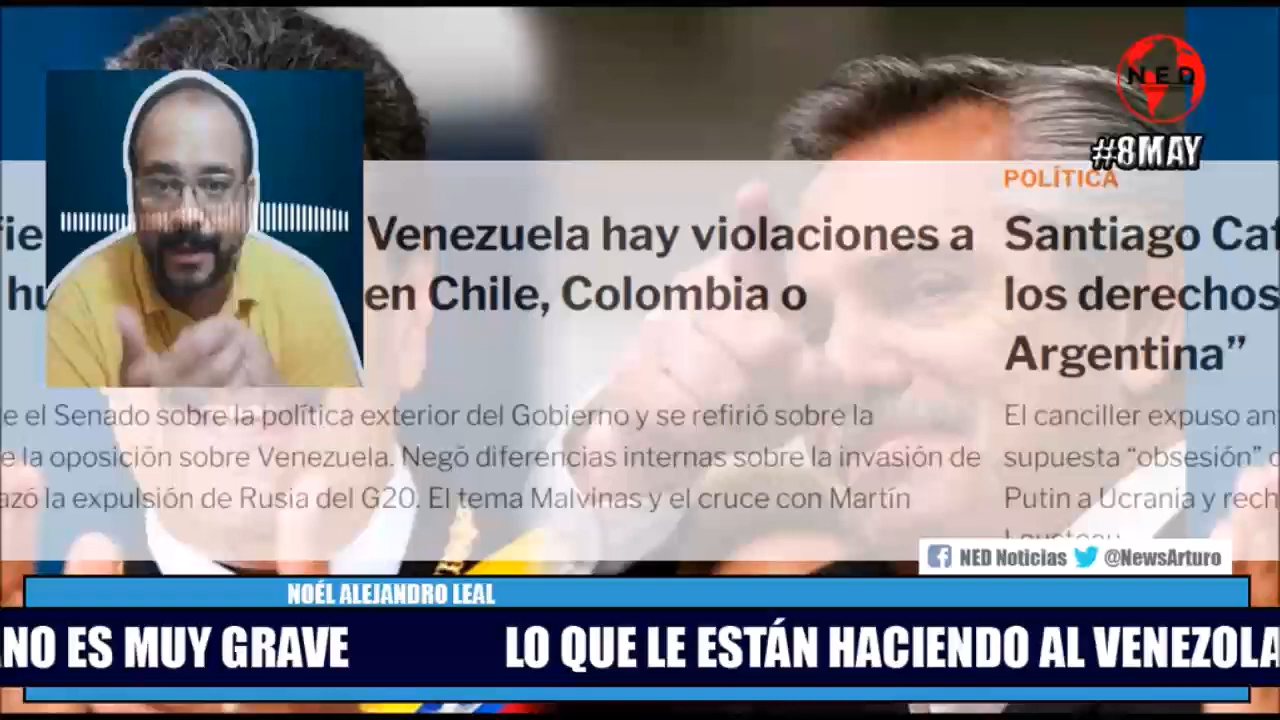 NED
#8MAY
POLÍTICA
fie
Venezuela hay violaciones a
hu
en Chile, Colombia o
e el Senado sobre la política exterior del Gobierno y se refirió sobre la
e la oposición sobre Venezuela. Negó diferencias internas sobre la invasión de
azó la expulsión de Rusia del G20. El tema Malvinas y el cruce con Martín
Santiago Caf
los derechos
Argentina”
El canciller expuso an
supuesta “obsesión” d
Putin a Ucrania y rech
Lousteau
NED Noticias @NewsArturo
NOÉL ALEJANDRO LEAL
NO ES MUY GRAVE LO QUE LE ESTÁN HACIENDO AL VENEZOLA